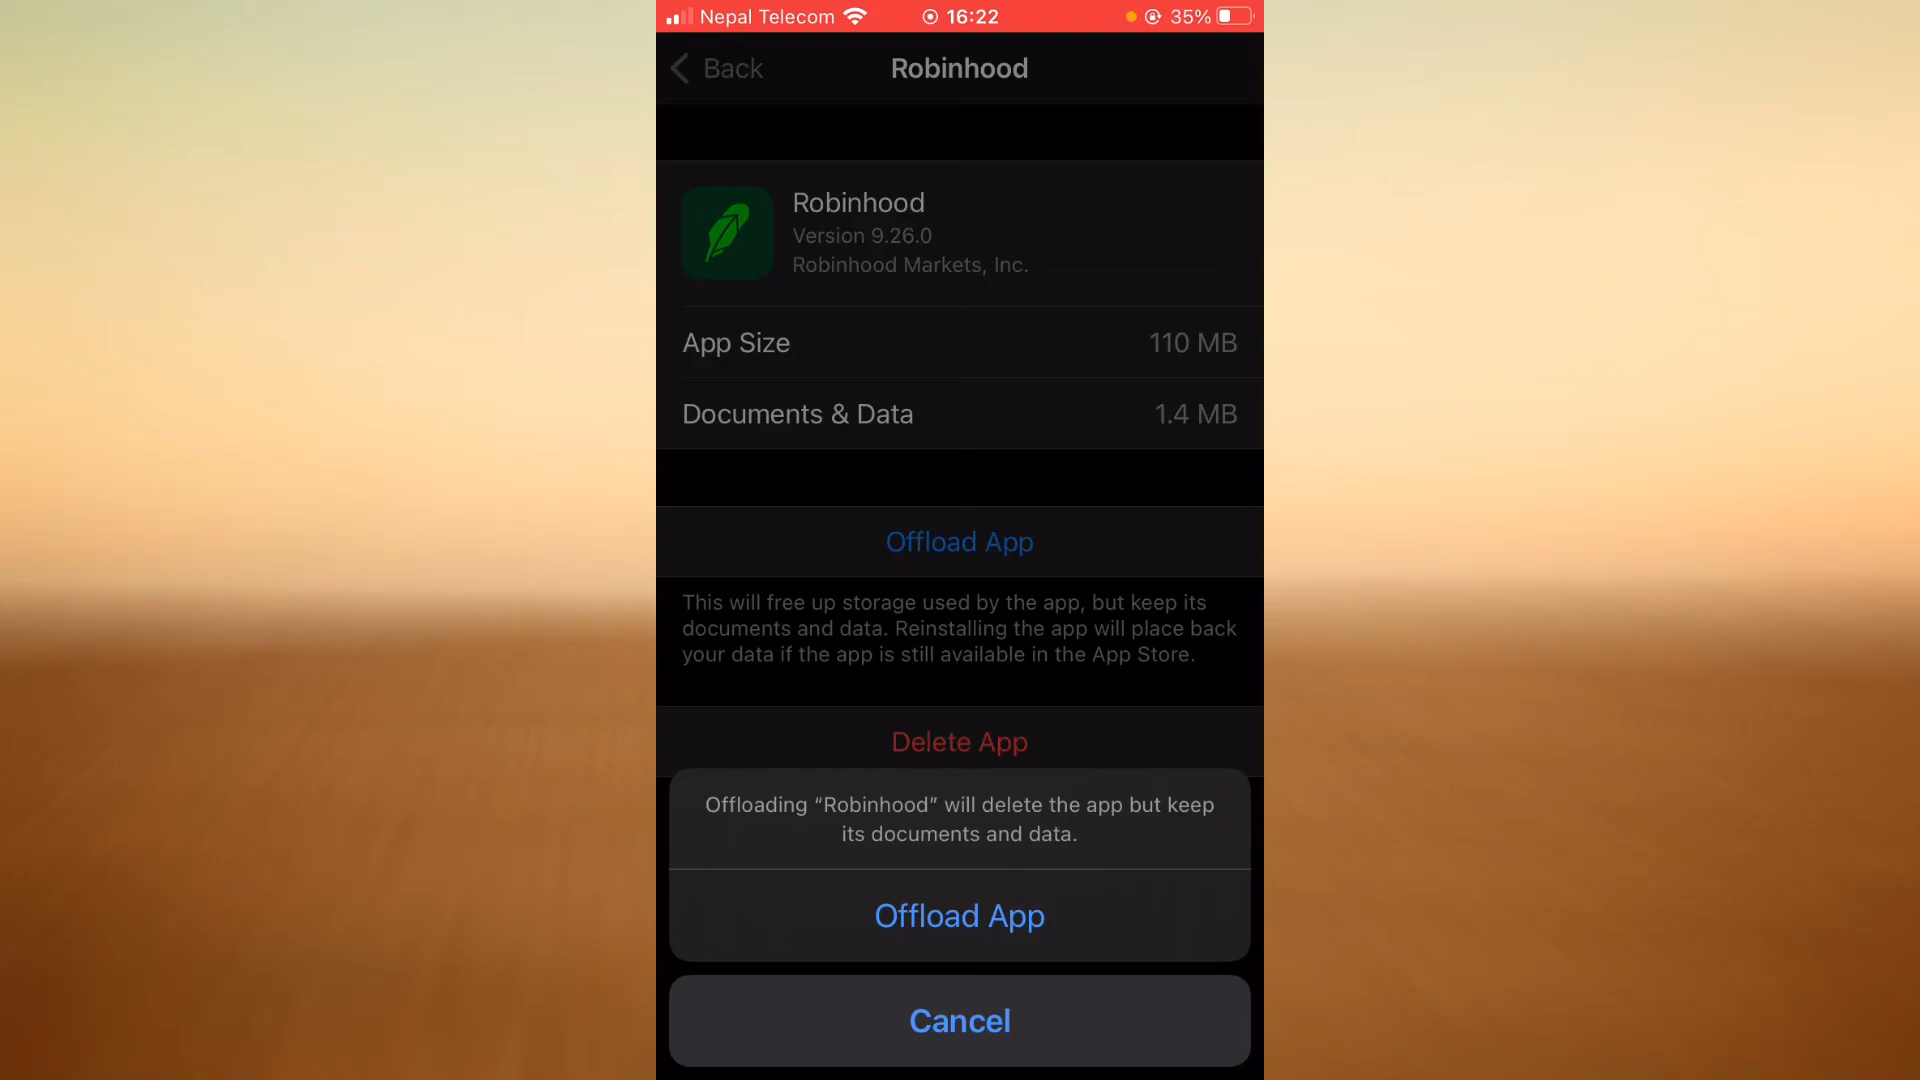 Nepal Telecom 16:22 35%
Back Robinhood
Robinhood
Version 9.26.0
Robinhood Markets, Inc.
App Size 110 MB
Documents & Data 1.4 MB
Offload App
This will free up storage used by the app, but keep its
documents and data. Reinstalling the app will place back
your data if the app is still available in the App Store.
Delete App
Offloading “Robinhood” will delete the app but keep
its documents and data.
Offload App
Cancel